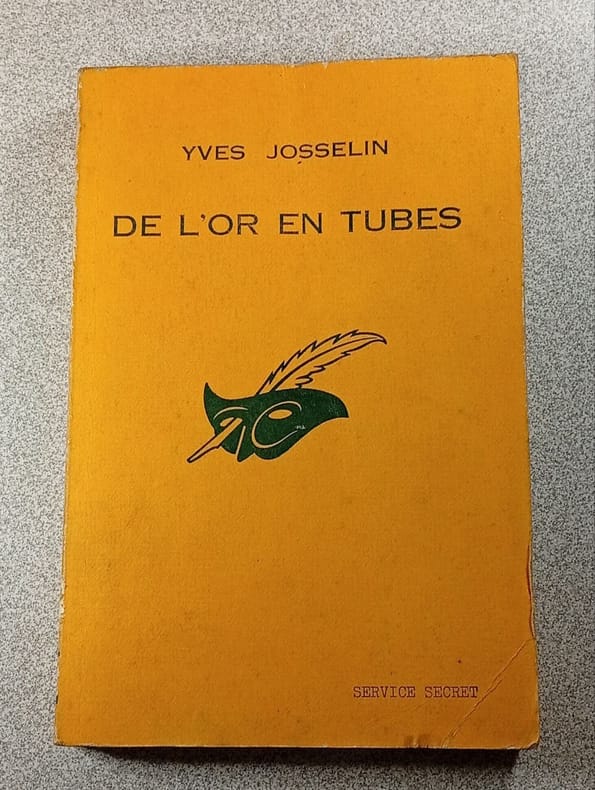 YVES JOSSELIN
DE L'OR EN TUBES
SERVICE SECRET